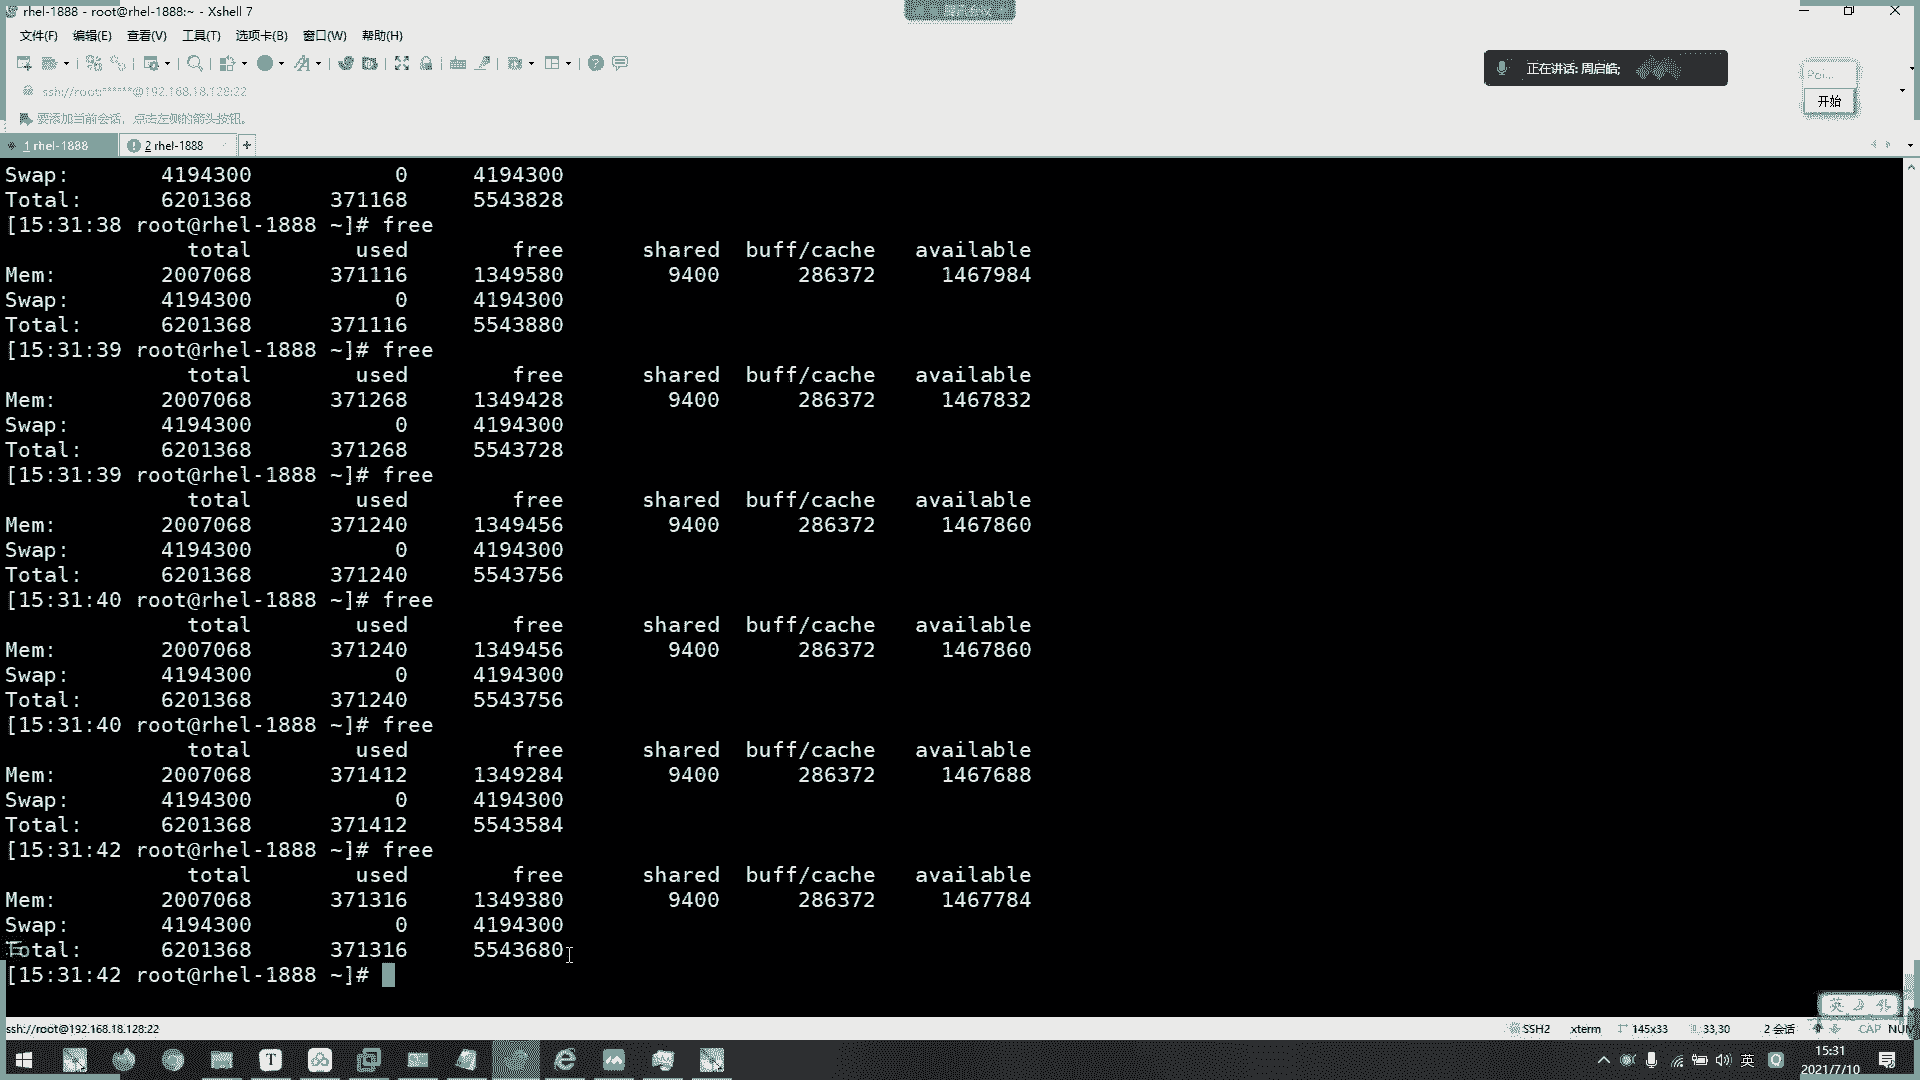 rhel-1888 - root@rhel-1888:~ - Xshell 7
文件(F) 编辑(E) 查看(V) 工具(T) 选项卡(B) 窗口(W) 帮助(H)
正在讲话: 周启皓;
Poi...
开始
ssh://root:******@192.168.18.128:22
要添加当前会话，点击左侧的箭头按钮。
1 rhel-1888 2 rhel-1888 +
Swap: 4194300 0 4194300
Total: 6201368 371168 5543828
[15:31:38 root@rhel-1888 ~]# free
total used free shared buff/cache available
Mem: 2007068 371116 1349580 9400 286372 1467984
Swap: 4194300 0 4194300
Total: 6201368 371116 5543880
[15:31:39 root@rhel-1888 ~]# free
total used free shared buff/cache available
Mem: 2007068 371268 1349428 9400 286372 1467832
Swap: 4194300 0 4194300
Total: 6201368 371268 5543728
[15:31:39 root@rhel-1888 ~]# free
total used free shared buff/cache available
Mem: 2007068 371240 1349456 9400 286372 1467860
Swap: 4194300 0 4194300
Total: 6201368 371240 5543756
[15:31:40 root@rhel-1888 ~]# free
total used free shared buff/cache available
Mem: 2007068 371240 1349456 9400 286372 1467860
Swap: 4194300 0 4194300
Total: 6201368 371240 5543756
[15:31:40 root@rhel-1888 ~]# free
total used free shared buff/cache available
Mem: 2007068 371412 1349284 9400 286372 1467688
Swap: 4194300 0 4194300
Total: 6201368 371412 5543584
[15:31:42 root@rhel-1888 ~]# free
total used free shared buff/cache available
Mem: 2007068 371316 1349380 9400 286372 1467784
Swap: 4194300 0 4194300
Total: 6201368 371316 5543680
[15:31:42 root@rhel-1888 ~]#
英
ssh://root@192.168.18.128:22 SSH2 xterm 145x33 33,30 2 会话 CAP NUM
T 英 15:31
2021/7/10